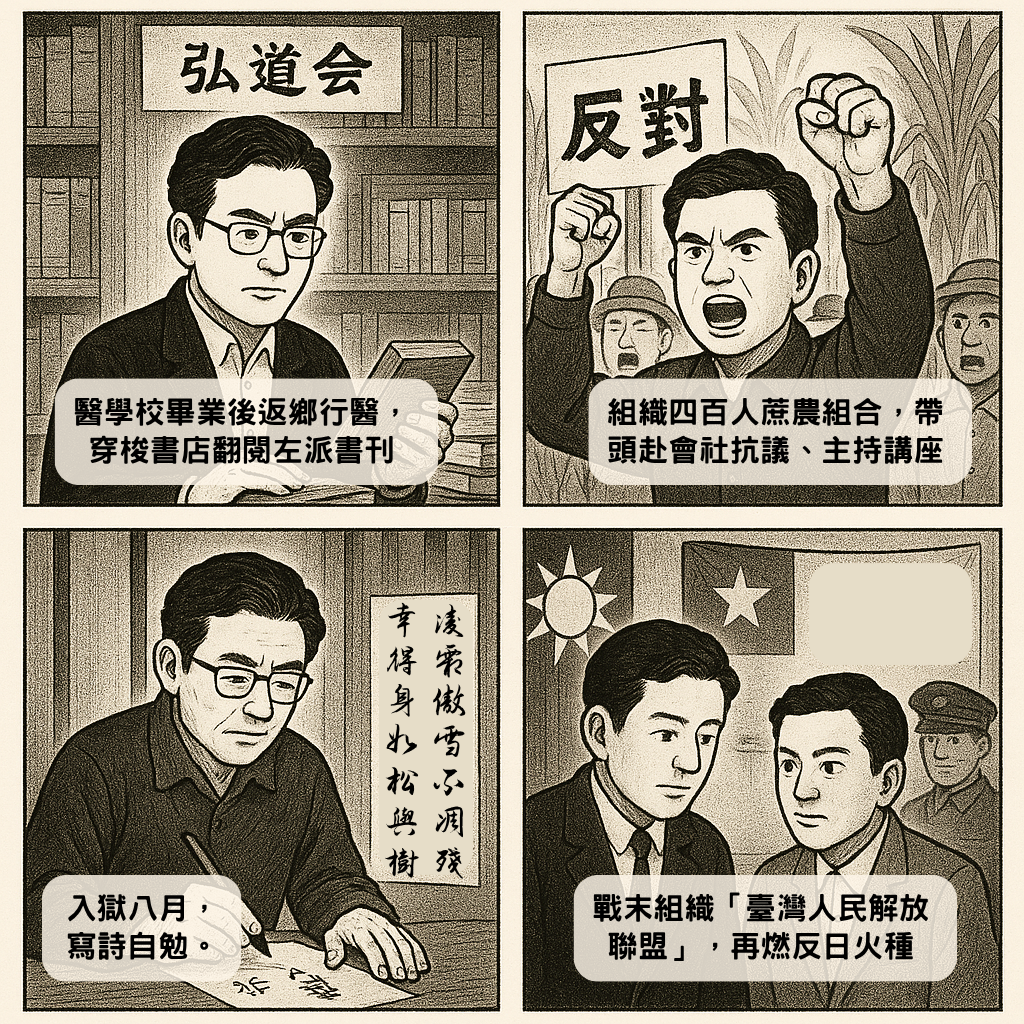 弘道会
醫學校畢業後返鄉行醫，
穿梭書店翻閱左派書刊
反對
組織四百人蔗農組合，帶
頭赴會社抗議、主持講座
凌霜傲雪不凋殘
幸得身如松與樹
入獄八月，
寫詩自勉。
戰末組織「臺灣人民解放
聯盟」，再燃反日火種